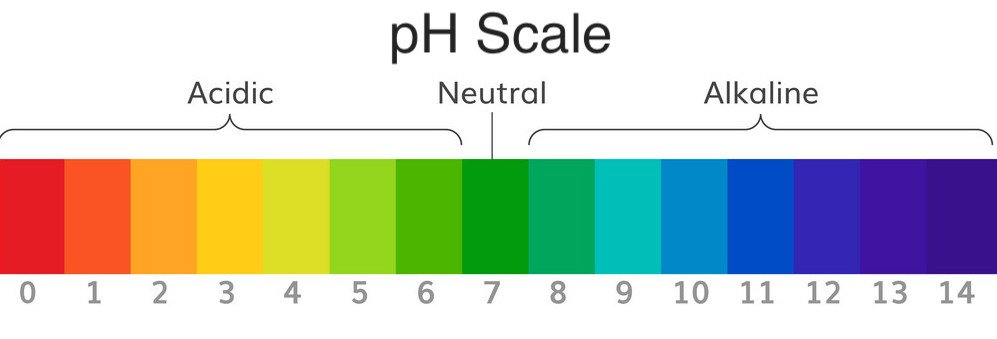 pH Scale
Acidic Neutral Alkaline
0 1 2 3 4 5 6 7 8 9 10 11 12 13 14